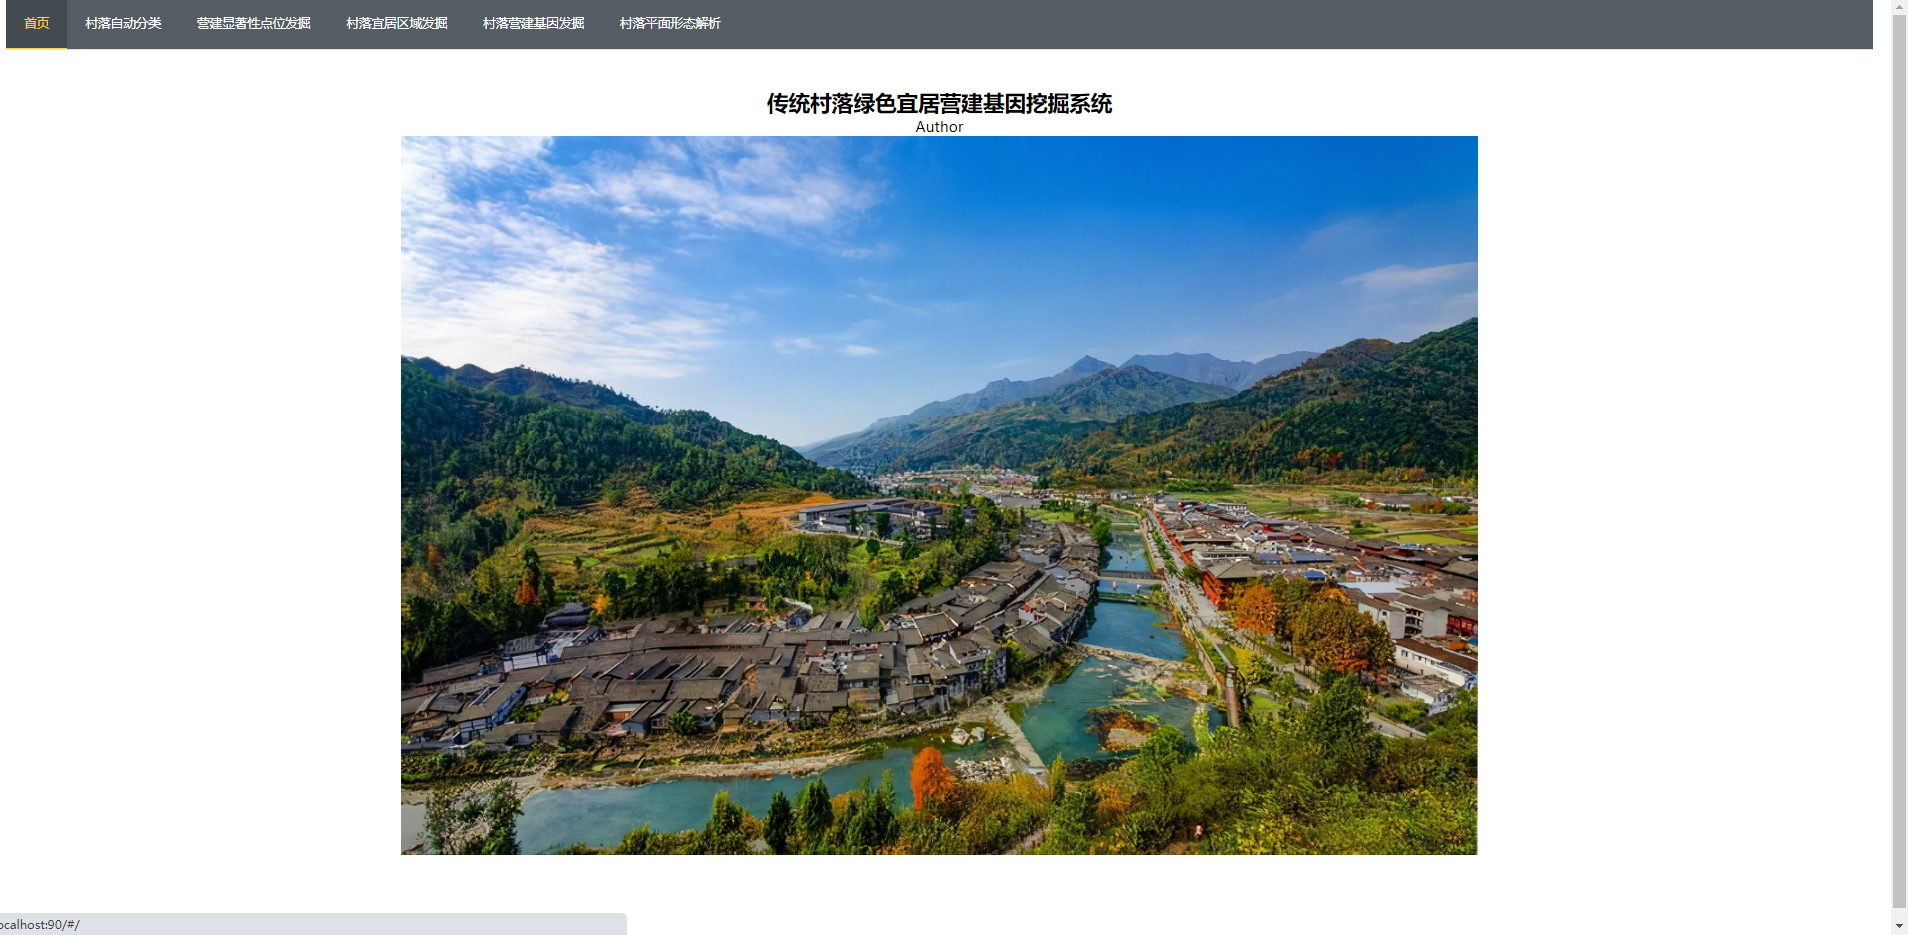 首页 村落自动分类 营建显著性点位发掘 村落宜居区域发掘 村落营建基因发掘 村落平面形态解析
传统村落绿色宜居营建基因挖掘系统
Author
ocalhost:90/#/